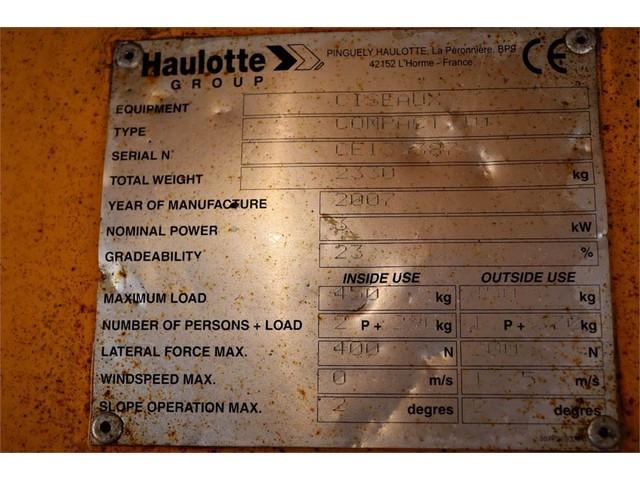 Haulotte
GROUP
PINGUELY HAULOTTE, La Péronnière, BP9
42152 L'Horme - France
CE
EQUIPMENT CISEAUX
TYPE
SERIAL N°
TOTAL WEIGHT 2330 kg
YEAR OF MANUFACTURE 2007
NOMINAL POWER 3 kW
GRADEABILITY 23 %
INSIDE USE OUTSIDE USE
MAXIMUM LOAD 450 kg kg
NUMBER OF PERSONS + LOAD 2 P + kg P + kg
LATERAL FORCE MAX. 400 N N
WINDSPEED MAX. 0 m/s m/s
SLOPE OPERATION MAX. 2 degres degres